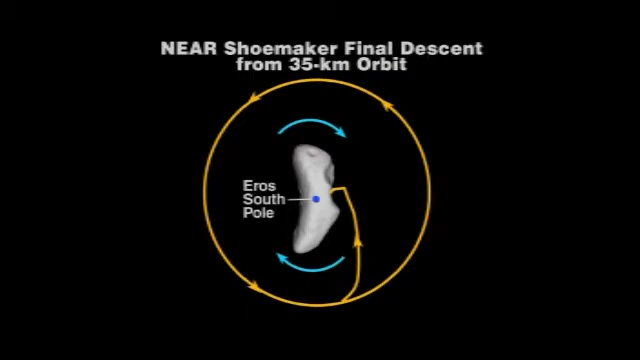 NEAR Shoemaker Final Descent
from 35-km Orbit
Eros
South
Pole